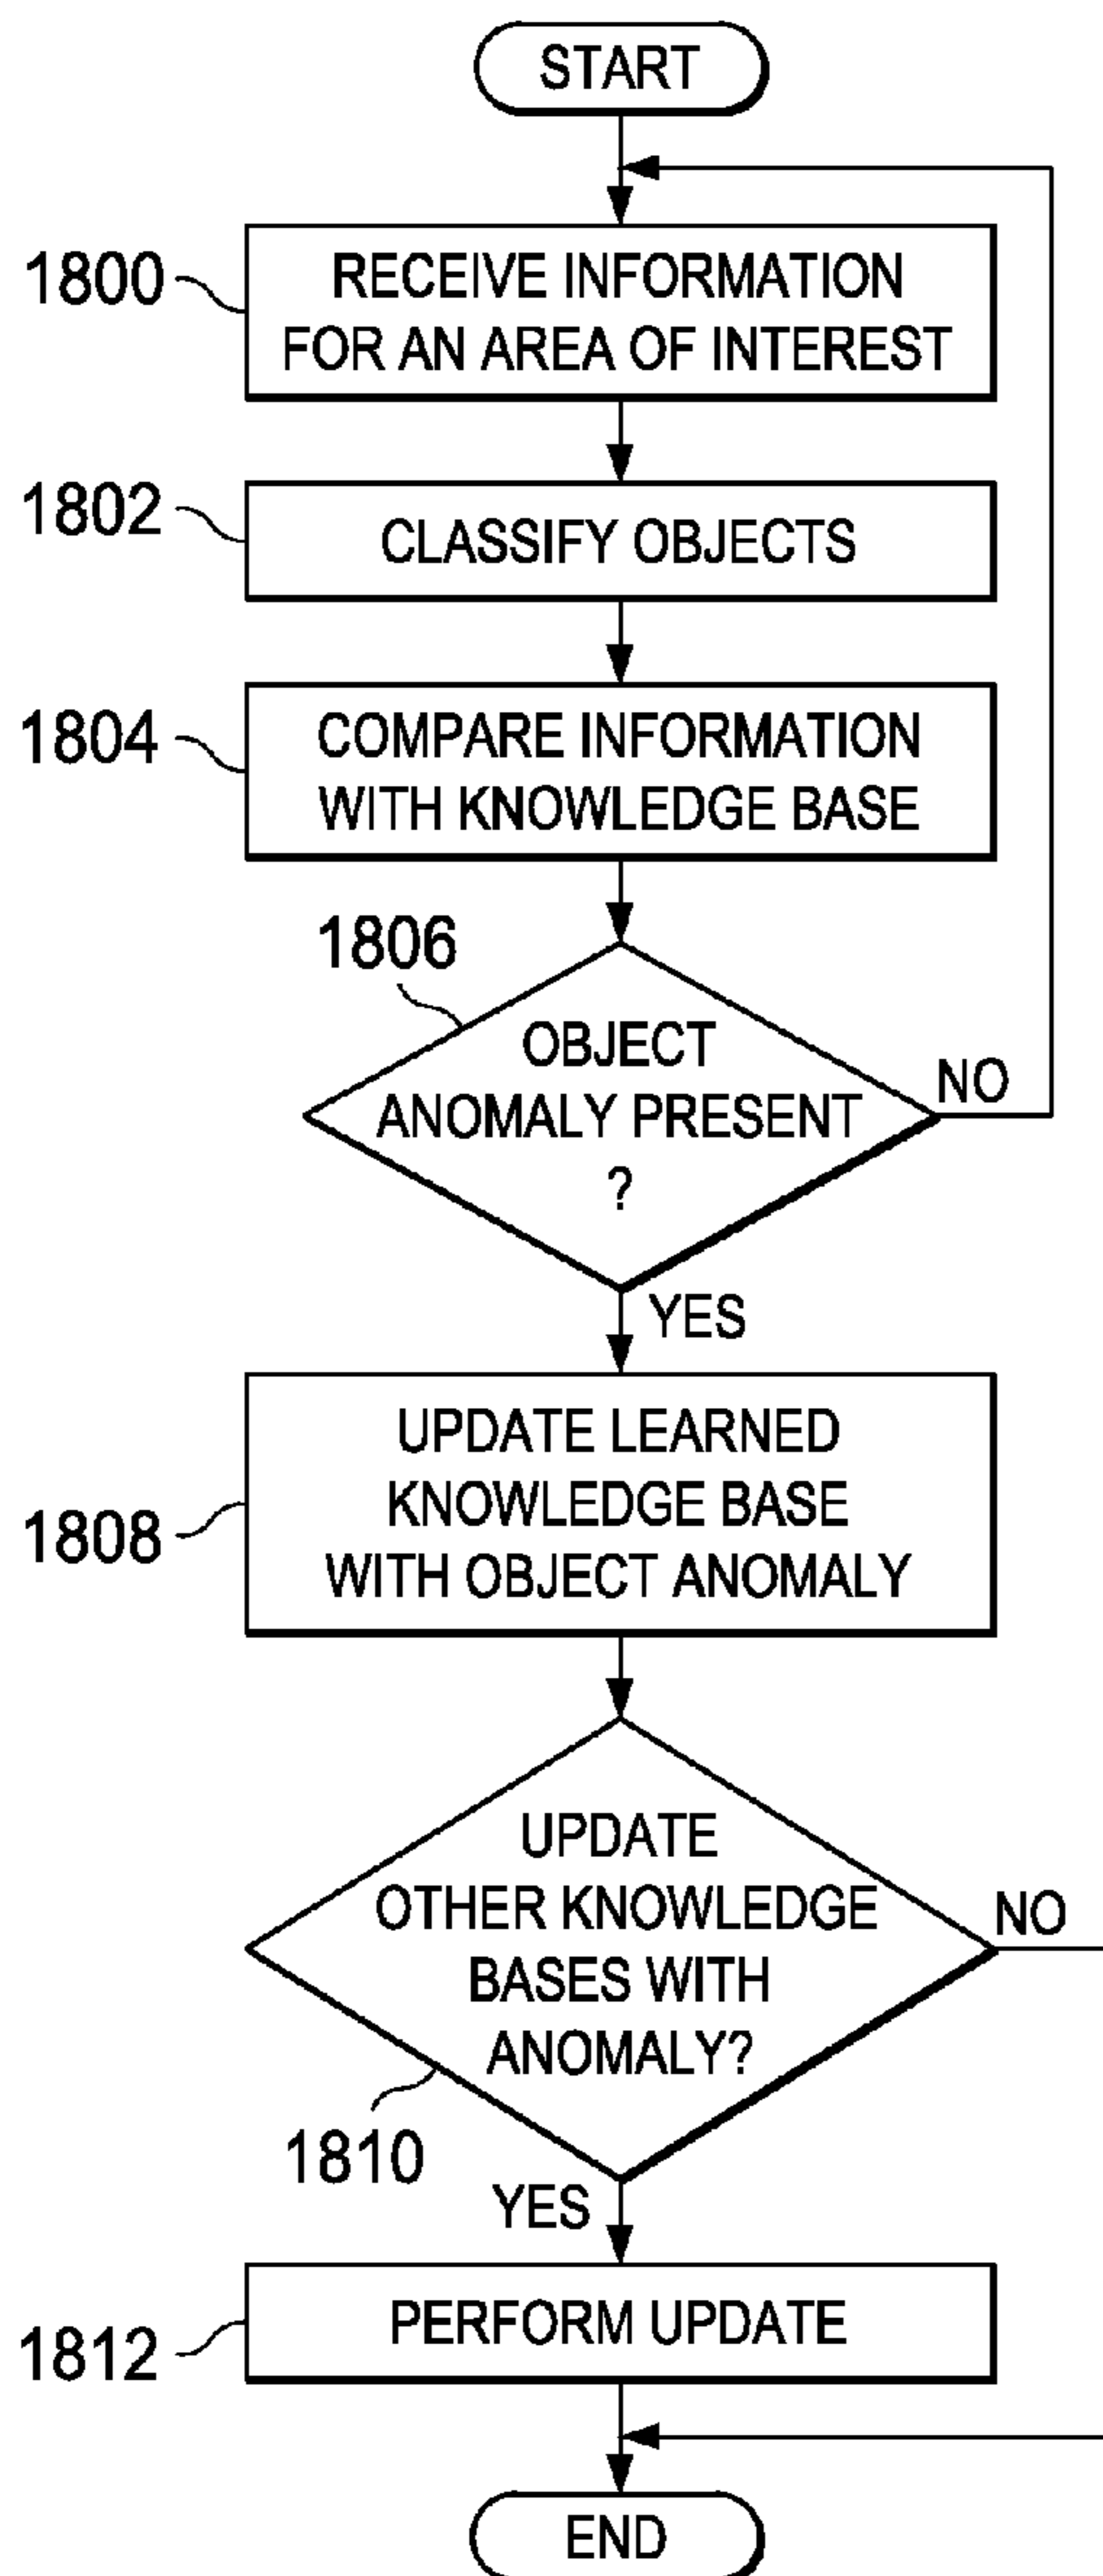 START
1800
RECEIVE INFORMATION
FOR AN AREA OF INTEREST
1802
CLASSIFY OBJECTS
1804
COMPARE INFORMATION
WITH KNOWLEDGE BASE
1806
OBJECT
ANOMALY PRESENT
?
NO
YES
1808
UPDATE LEARNED
KNOWLEDGE BASE
WITH OBJECT ANOMALY
UPDATE
OTHER KNOWLEDGE
BASES WITH
ANOMALY?
NO
1810
YES
1812
PERFORM UPDATE
END